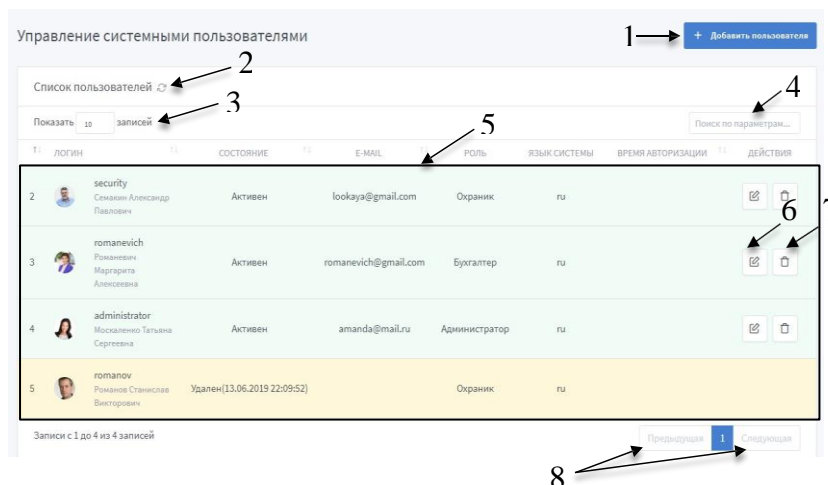 Управление системными пользователями
1
+ Добавить пользователя
2
Список пользователей
3
4
Показать 10 записей
Поиск по параметрам...
5
ЛОГИН СОСТОЯНИЕ E-MAIL РОЛЬ ЯЗЫК СИСТЕМЫ ВРЕМЯ АВТОРИЗАЦИИ ДЕЙСТВИЯ
2 security Активен lookaya@gmail.com Охраник ru
Семакин Александр
Павлович
6 7
3 romanevich Активен romanevich@gmail.com Бухгалтер ru
Романевич
Маргарита
Алексеевна
4 administrator Активен amanda@mail.ru Администратор ru
Москаленко Татьяна
Сергеевна
5 romanov Удален(13.06.2019 22:09:52) Охраник ru
Романов Станислав
Викторович
Записи с 1 до 4 из 4 записей
Предыдущая 1 Следующая
8